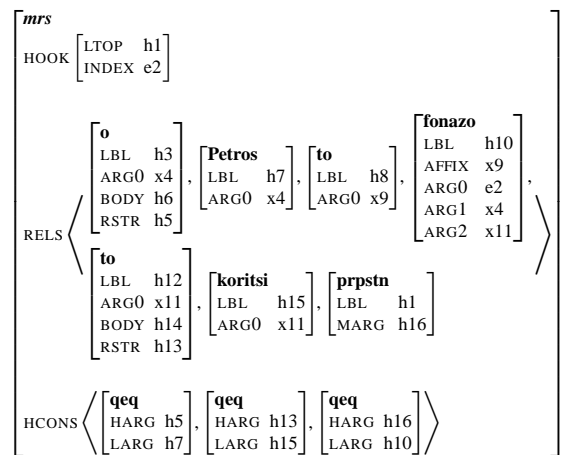 mrs
HOOK [LTOP h1
INDEX e2]
RELS ⟨ [o
LBL h3
ARG0 x4
BODY h6
RSTR h5], [Petros
LBL h7
ARG0 x4], [to
LBL h8
ARG0 x9], [fonazo
LBL h10
AFFIX x9
ARG0 e2
ARG1 x4
ARG2 x11],
[to
LBL h12
ARG0 x11
BODY h14
RSTR h13], [koritsi
LBL h15
ARG0 x11], [prpstn
LBL h1
MARG h16] ⟩
HCONS ⟨ [qeq
HARG h5
LARG h7], [qeq
HARG h13
LARG h15], [qeq
HARG h16
LARG h10] ⟩